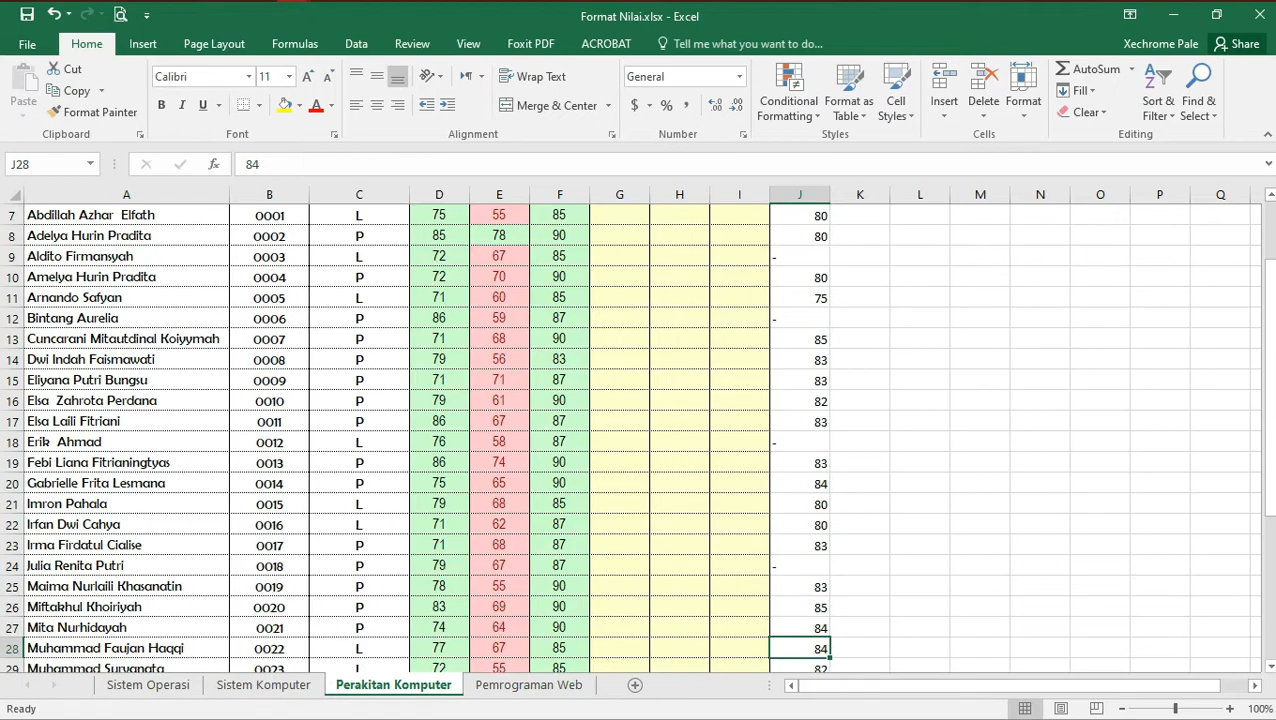 Format Nilai.xlsx - Excel
File Home Insert Page Layout Formulas Data Review View Foxit PDF ACROBAT Tell me what you want to do... Xechrome Pale Share
Paste Cut Copy Format Painter
Calibri 11 B I U A
Wrap Text
Merge & Center
General
$ % ,
Conditional Formatting Format as Table Cell Styles
Insert Delete Format
AutoSum Fill Clear
Sort & Filter Find & Select
Clipboard Font Alignment Number Styles Cells Editing
J28 fx 84
A B C D E F G H I J K L M N O P Q
7 Abdillah Azhar Elfath 0001 L 75 55 85 80
8 Adelya Hurin Pradita 0002 P 85 78 90 80
9 Aldito Firmansyah 0003 L 72 67 85 -
10 Amelya Hurin Pradita 0004 P 72 70 90 80
11 Arnando Safyan 0005 L 71 60 85 75
12 Bintang Aurelia 0006 P 86 59 87 -
13 Cuncarani Mitautdinal Koiyymah 0007 P 71 68 90 85
14 Dwi Indah Faismawati 0008 P 79 56 83 83
15 Eliyana Putri Bungsu 0009 P 71 71 87 83
16 Elsa Zahrota Perdana 0010 P 79 61 90 82
17 Elsa Laili Fitriani 0011 P 86 67 87 83
18 Erik Ahmad 0012 L 76 58 87 -
19 Febi Liana Fitrianingtyas 0013 P 86 74 90 83
20 Gabrielle Frita Lesmana 0014 P 75 65 90 84
21 Imron Pahala 0015 L 79 68 85 80
22 Irfan Dwi Cahya 0016 L 71 62 87 80
23 Irma Firdatul Cialise 0017 P 71 68 87 83
24 Julia Renita Putri 0018 P 79 67 87 -
25 Maima Nurlaili Khasanatin 0019 P 78 55 90 83
26 Miftakhul Khoiriyah 0020 P 83 69 90 85
27 Mita Nurhidayah 0021 P 74 64 90 84
28 Muhammad Faujan Haqqi 0022 L 77 67 85 84
29 Muhammad Suryanata 0023 L 72 55 85 82
Sistem Operasi Sistem Komputer Perakitan Komputer Pemrograman Web
Ready 100%